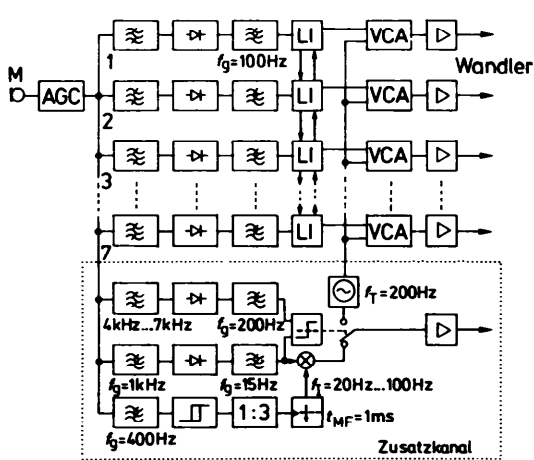 1 f_g=100Hz LI VCA
M AGC Wandler
2 LI VCA
3 LI VCA
7 LI VCA
f_T=200Hz
4kHz...7kHz f_g=200Hz
f_g=1kHz f_g=15Hz f_T=20Hz...100Hz
1:3 t_MF=1ms
f_g=400Hz
Zusatzkanal